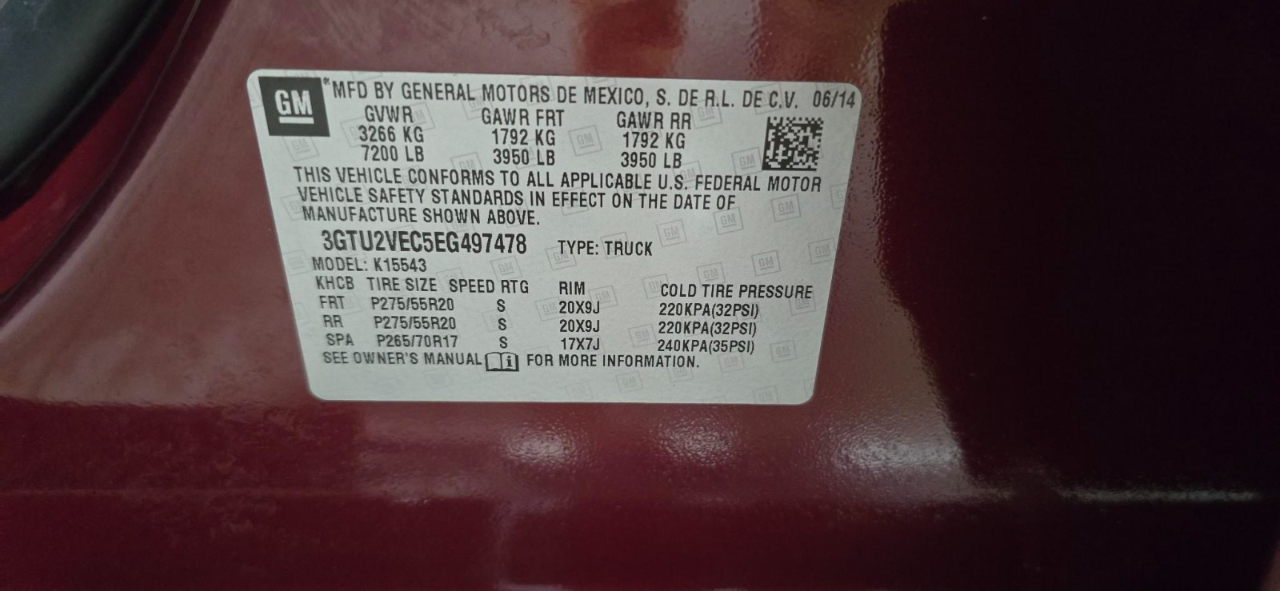 GM *MFD BY GENERAL MOTORS DE MEXICO, S. DE R.L. DE C.V. 06/14
GVWR GAWR FRT GAWR RR
3266 KG 1792 KG 1792 KG
7200 LB 3950 LB 3950 LB
THIS VEHICLE CONFORMS TO ALL APPLICABLE U.S. FEDERAL MOTOR
VEHICLE SAFETY STANDARDS IN EFFECT ON THE DATE OF
MANUFACTURE SHOWN ABOVE.
3GTU2VEC5EG497478 TYPE: TRUCK
MODEL: K15543
KHCB TIRE SIZE SPEED RTG RIM COLD TIRE PRESSURE
FRT P275/55R20 S 20X9J 220KPA(32PSI)
RR P275/55R20 S 20X9J 220KPA(32PSI)
SPA P265/70R17 S 17X7J 240KPA(35PSI)
SEE OWNER'S MANUAL FOR MORE INFORMATION.